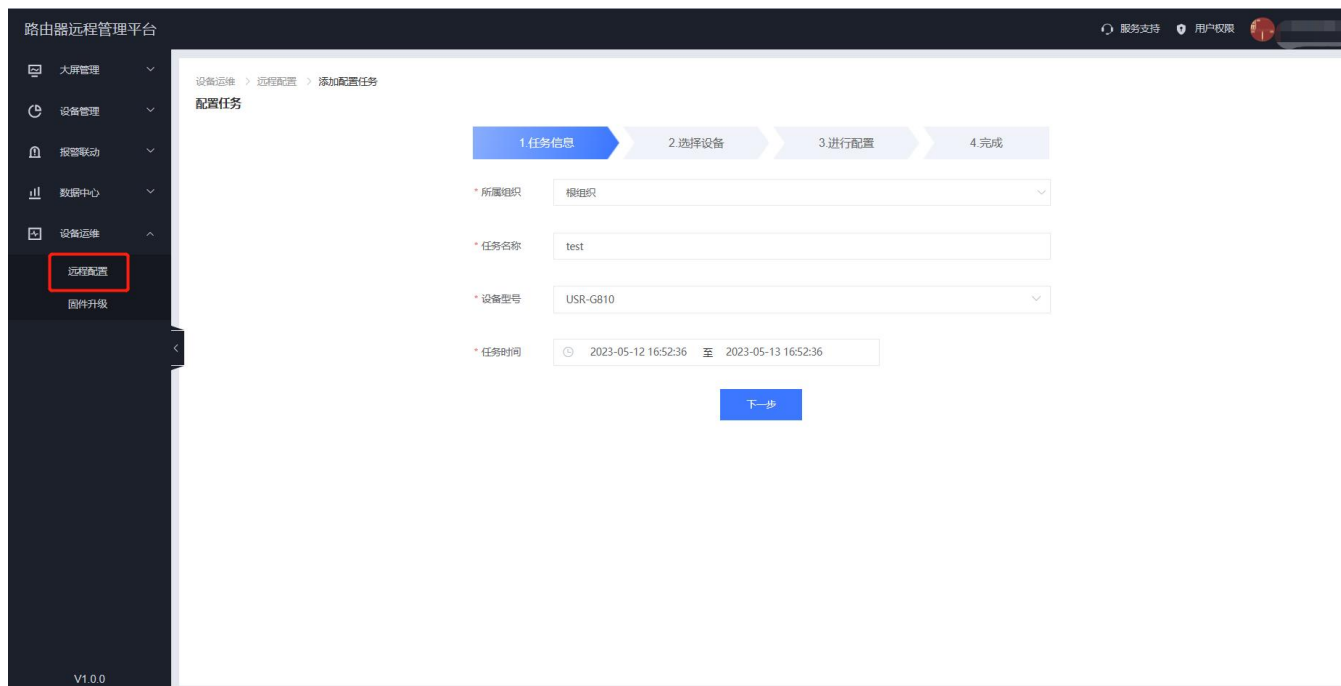 路由器远程管理平台
服务支持
用户权限
大屏管理
设备管理
报警联动
数据中心
设备运维
远程配置
固件升级
V1.0.0
设备运维 > 远程配置 > 添加配置任务
配置任务
1.任务信息
2.选择设备
3.进行配置
4.完成
* 所属组织 根组织
* 任务名称 test
* 设备型号 USR-G810
* 任务时间 2023-05-12 16:52:36 至 2023-05-13 16:52:36
下一步